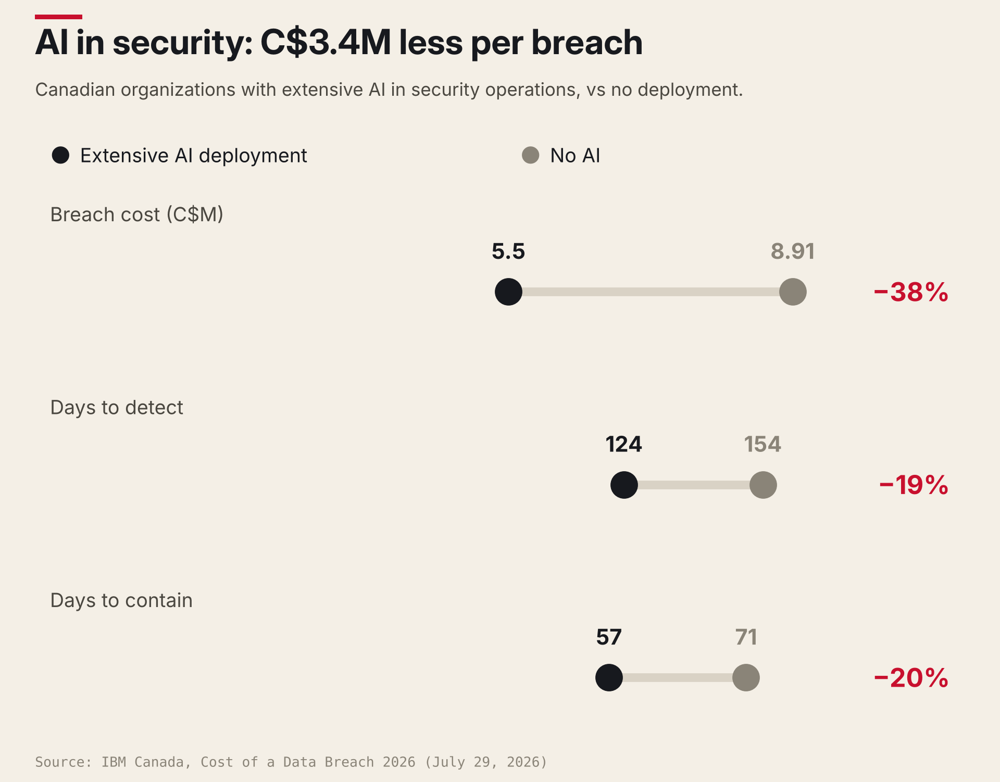 AI in security: C$3.4M less per breach
Canadian organizations with extensive AI in security operations, vs no deployment.
Extensive AI deployment
No AI
Breach cost (C$M)
5.5
8.91
−38%
Days to detect
124
154
−19%
Days to contain
57
71
−20%
Source: IBM Canada, Cost of a Data Breach 2026 (July 29, 2026)